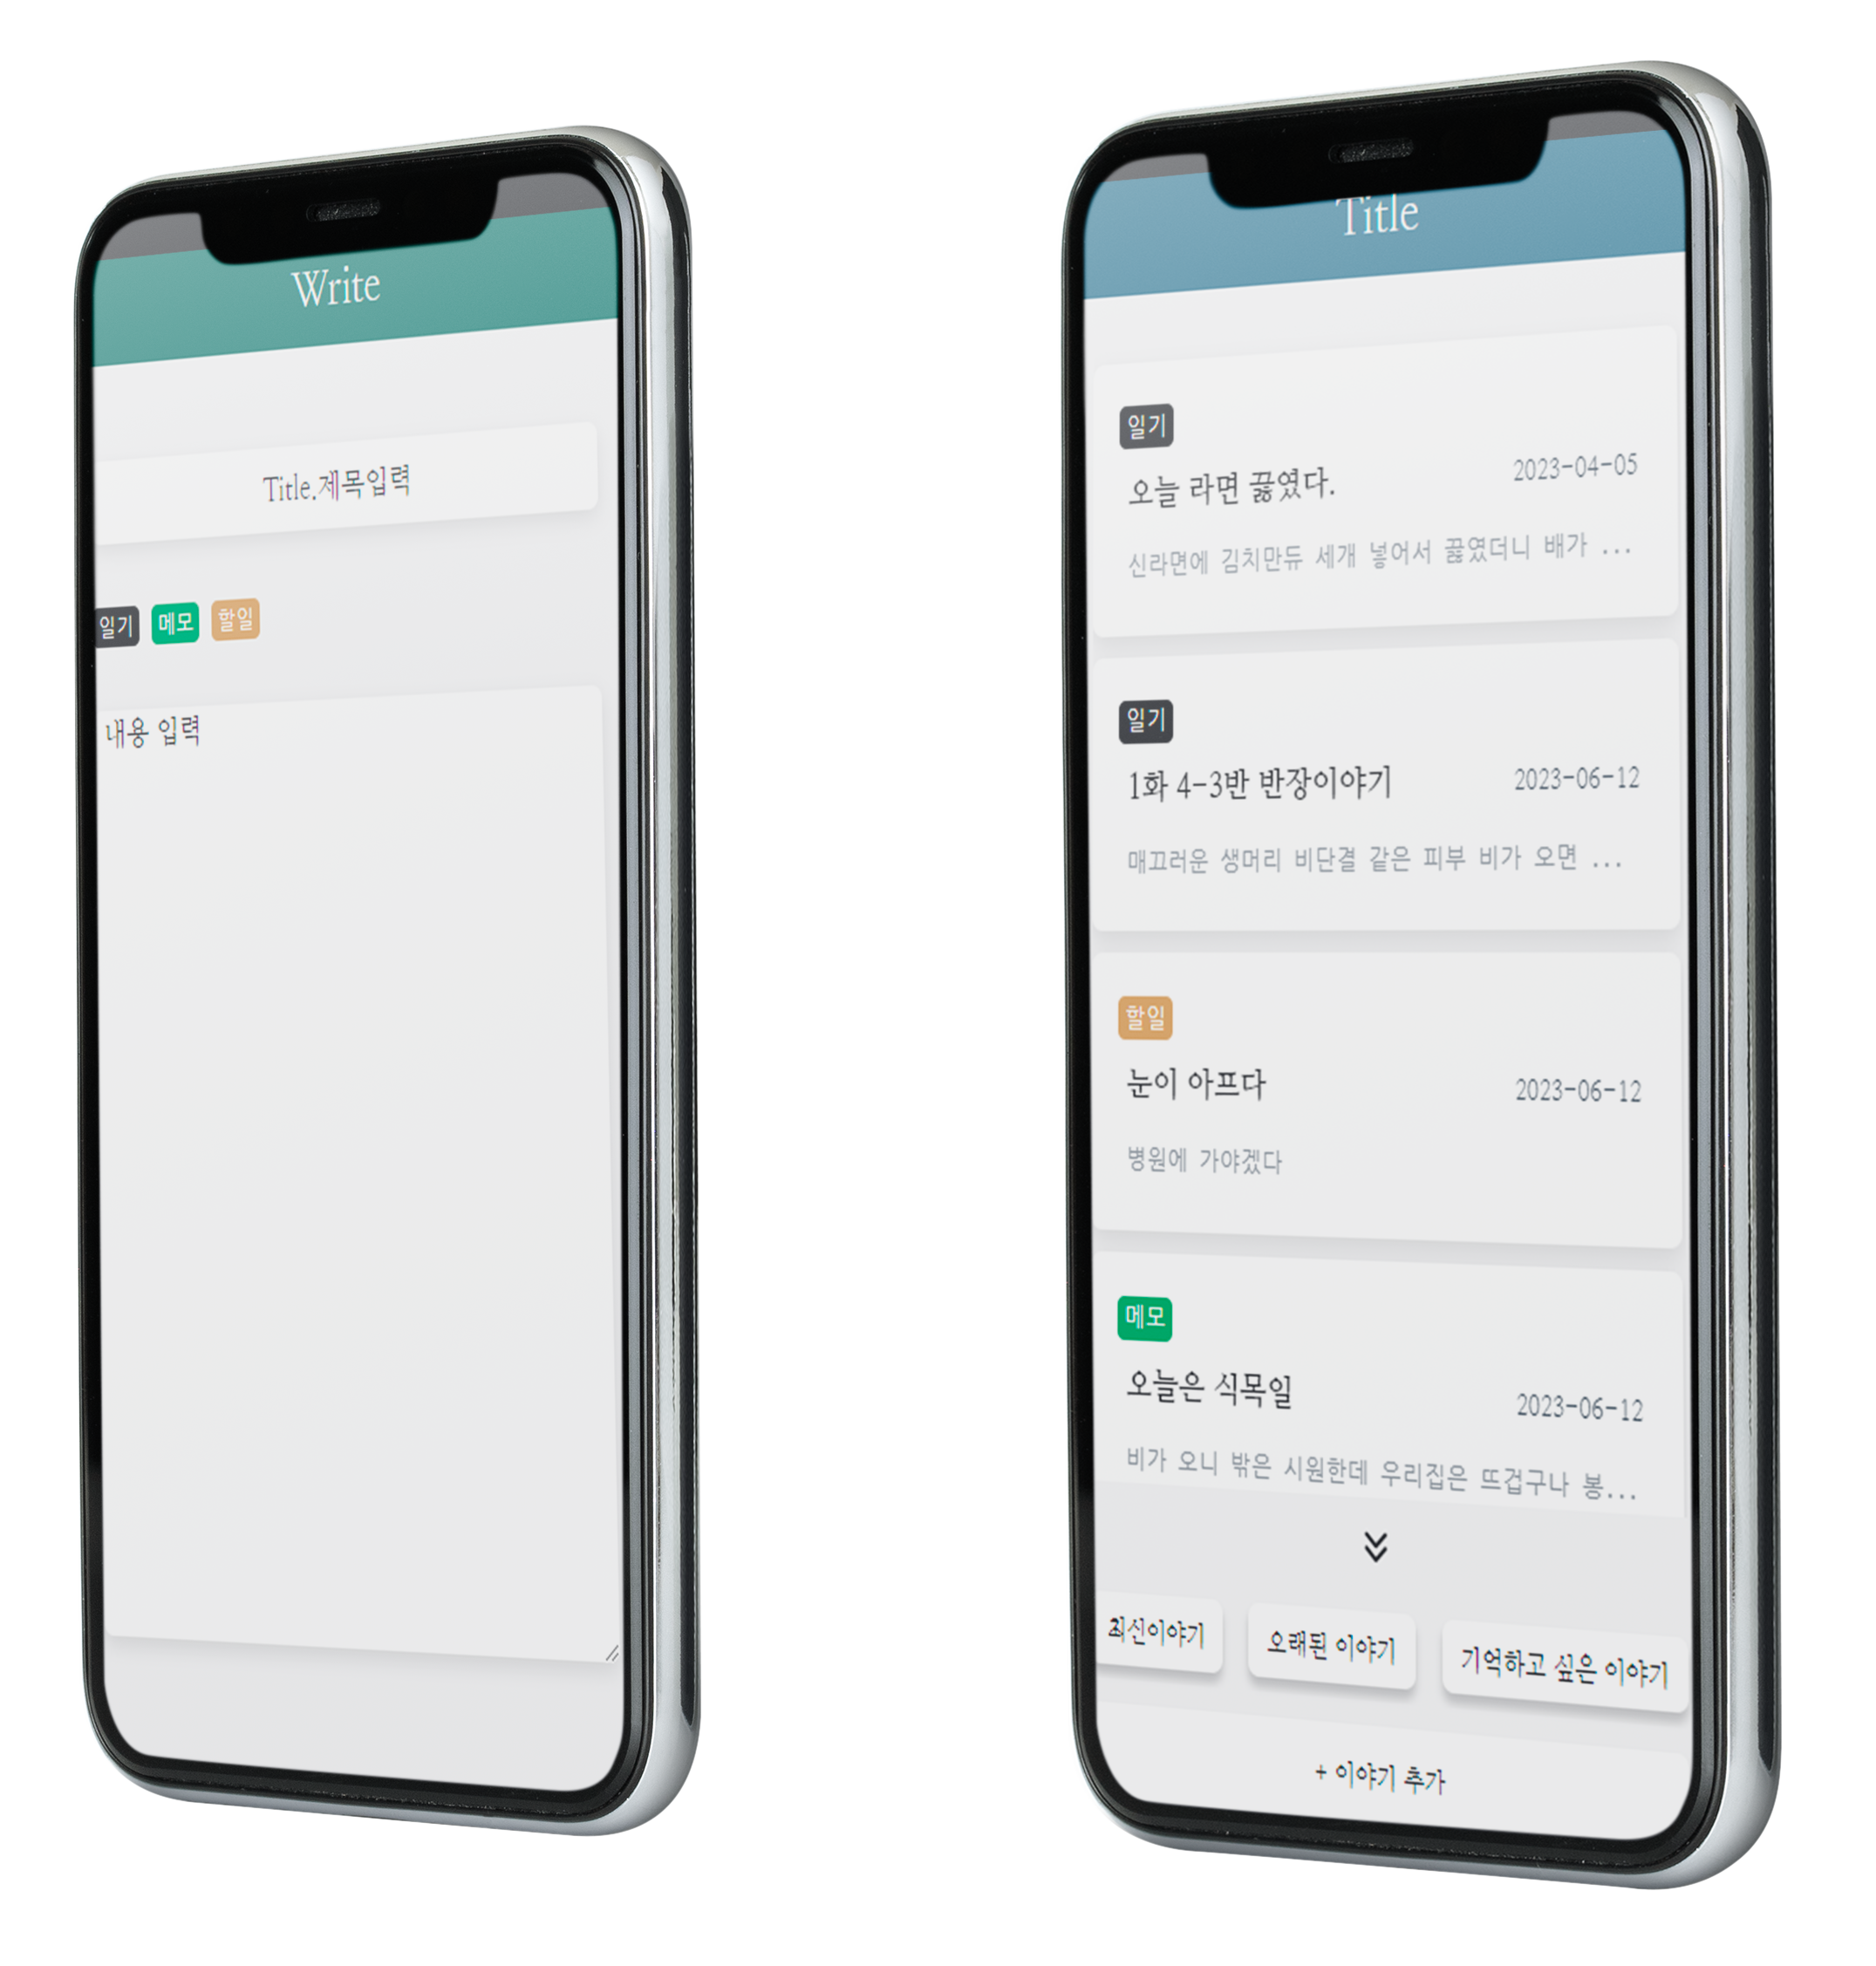 Write
Title.제목입력
일기 메모 할일
내용 입력
Title
일기
오늘 라면 끓였다.
2023-04-05
신라면에 김치만듀 세개 넣어서 끓였더니 배가 ...
일기
1화 4-3반 반장이야기
2023-06-12
매끄러운 생머리 비단결 같은 피부 비가 오면 ...
할일
눈이 아프다
2023-06-12
병원에 가야겠다
메모
오늘은 식목일
2023-06-12
비가 오니 밖은 시원한데 우리집은 뜨겁구나 봉...
최신이야기 오래된 이야기 기억하고 싶은 이야기
+ 이야기 추가